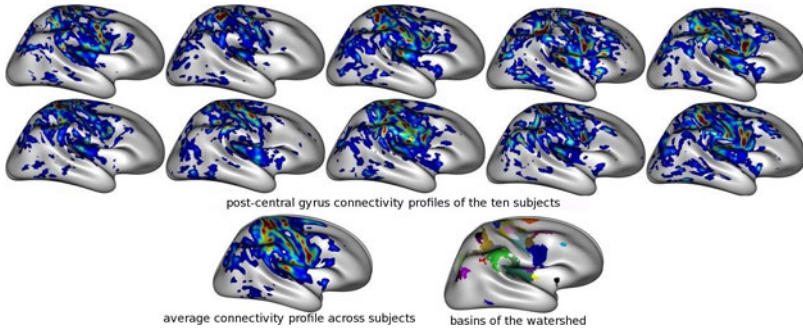 post-central gyrus connectivity profiles of the ten subjects
average connectivity profile across subjects
basins of the watershed